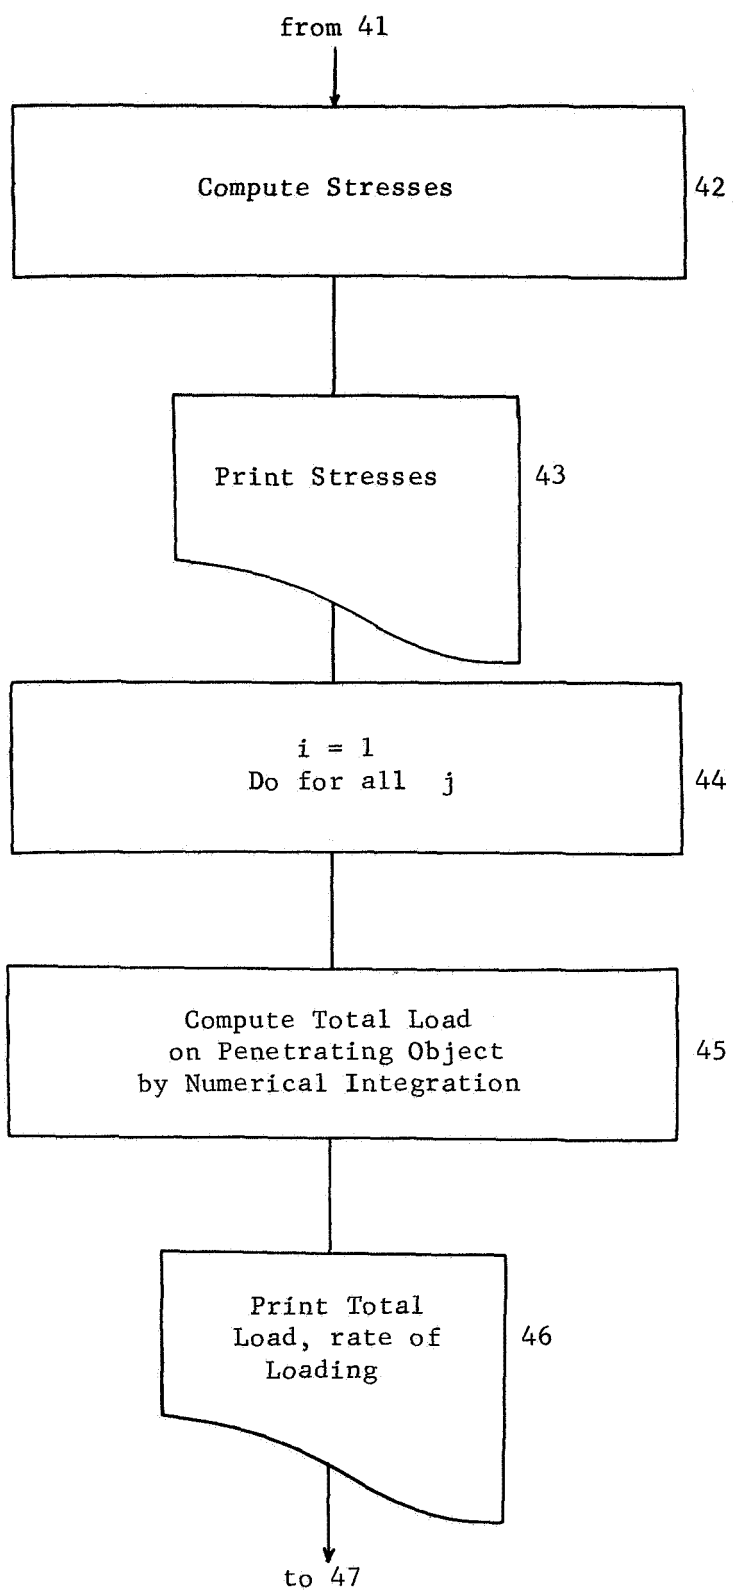 from 41
Compute Stresses
42
Print Stresses
43
i = 1
Do for all j
44
Compute Total Load
on Penetrating Object
by Numerical Integration
45
Print Total
Load, rate of
Loading
46
to 47